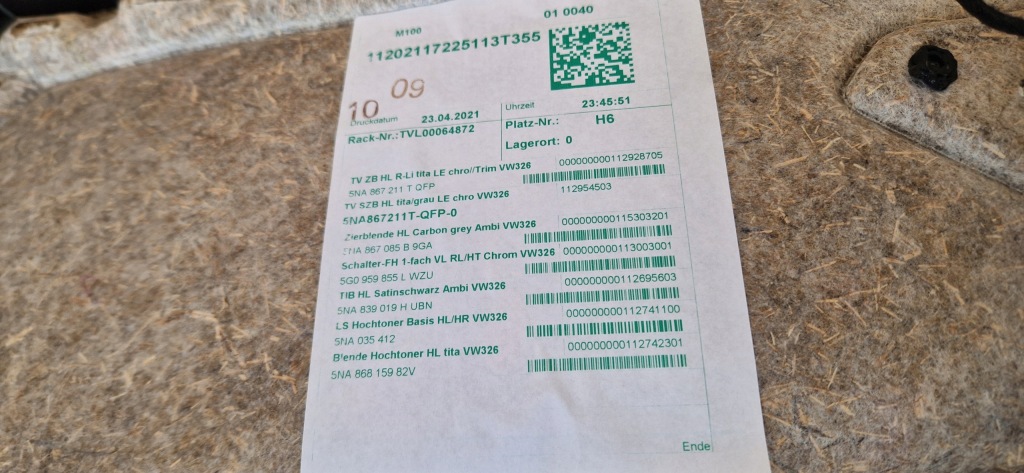 01 0040
M100
11202117225113T355
10 09
Druckdatum 23.04.2021 Uhrzeit 23:45:51
Rack-Nr.:TVL00064872 Platz-Nr.: H6
Lagerort: 0
TV ZB HL R-Li tita LE chro//Trim VW326 000000000112928705
5NA 867 211 T QFP
TV SZB HL tita/grau LE chro VW326 112954503
5NA867211T-QFP-0
Zierblende HL Carbon grey Ambi VW326 000000000115303201
5NA 867 085 B 9GA
Schalter-FH 1-fach VL RL/HT Chrom VW326 000000000113003001
5G0 959 855 L WZU
TIB HL Satinschwarz Ambi VW326 000000000112695603
5NA 839 019 H UBN
LS Hochtoner Basis HL/HR VW326 000000000112741100
5NA 035 412
Blende Hochtoner HL tita VW326 000000000112742301
5NA 868 159 82V
Ende